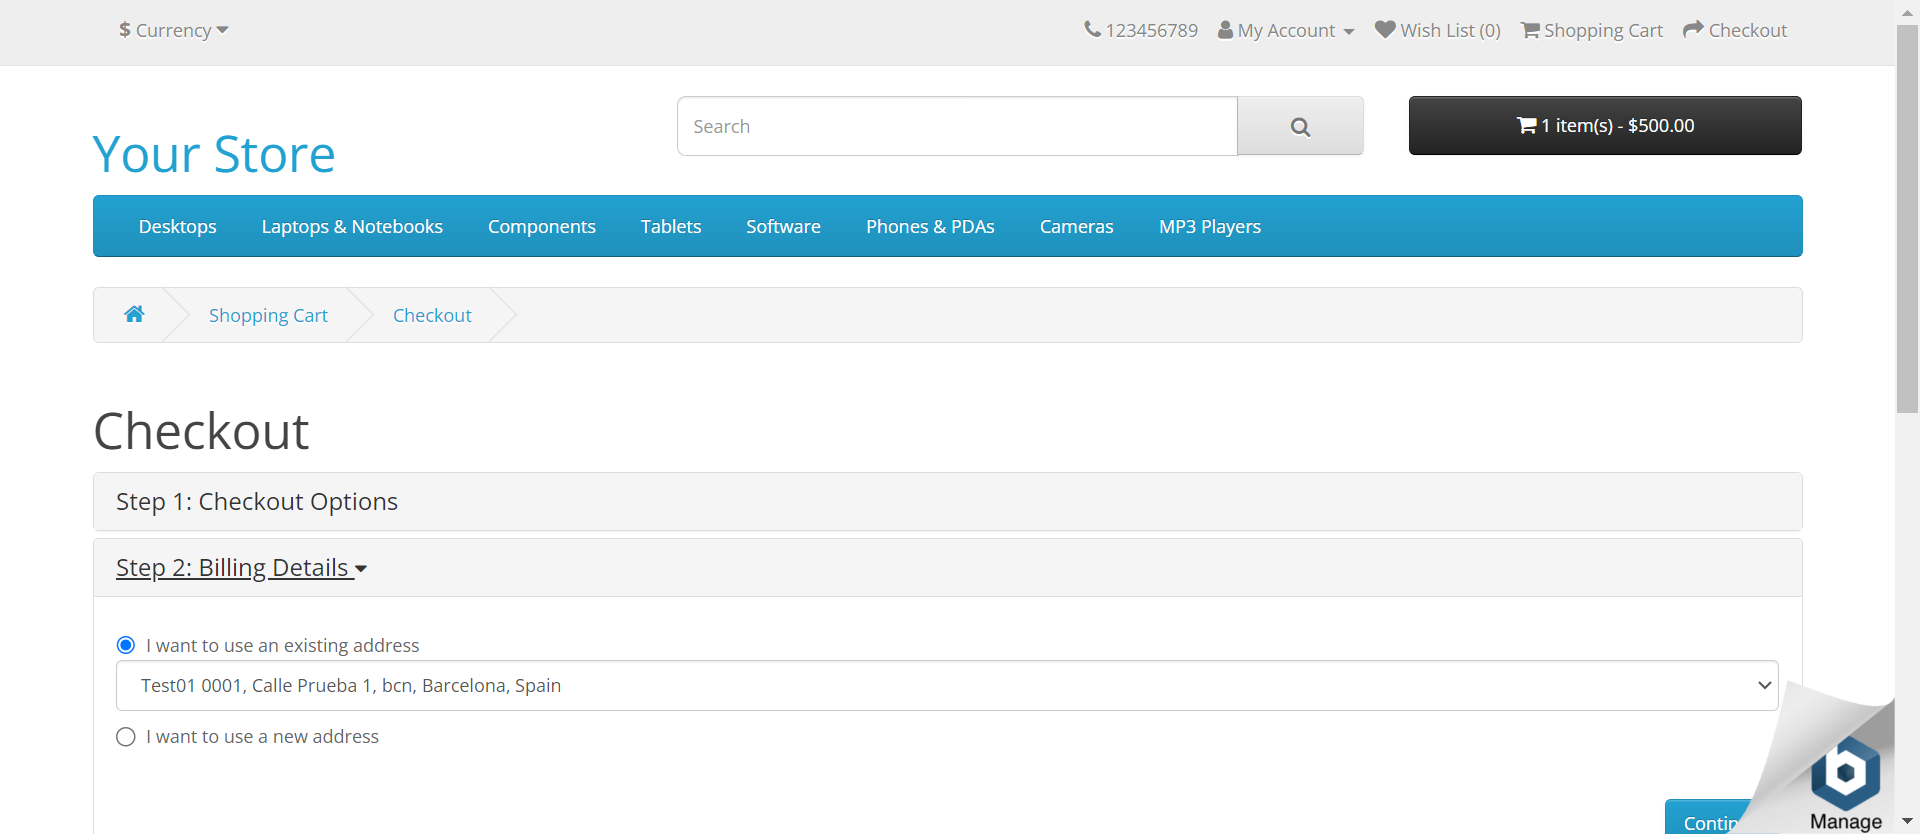 $ Currency
123456789 My Account Wish List (0) Shopping Cart Checkout
Your Store
Search
1 item(s) - $500.00
Desktops Laptops & Notebooks Components Tablets Software Phones & PDAs Cameras MP3 Players
Shopping Cart Checkout
Checkout
Step 1: Checkout Options
Step 2: Billing Details
I want to use an existing address
Test01 0001, Calle Prueba 1, bcn, Barcelona, Spain
I want to use a new address
b
Manage